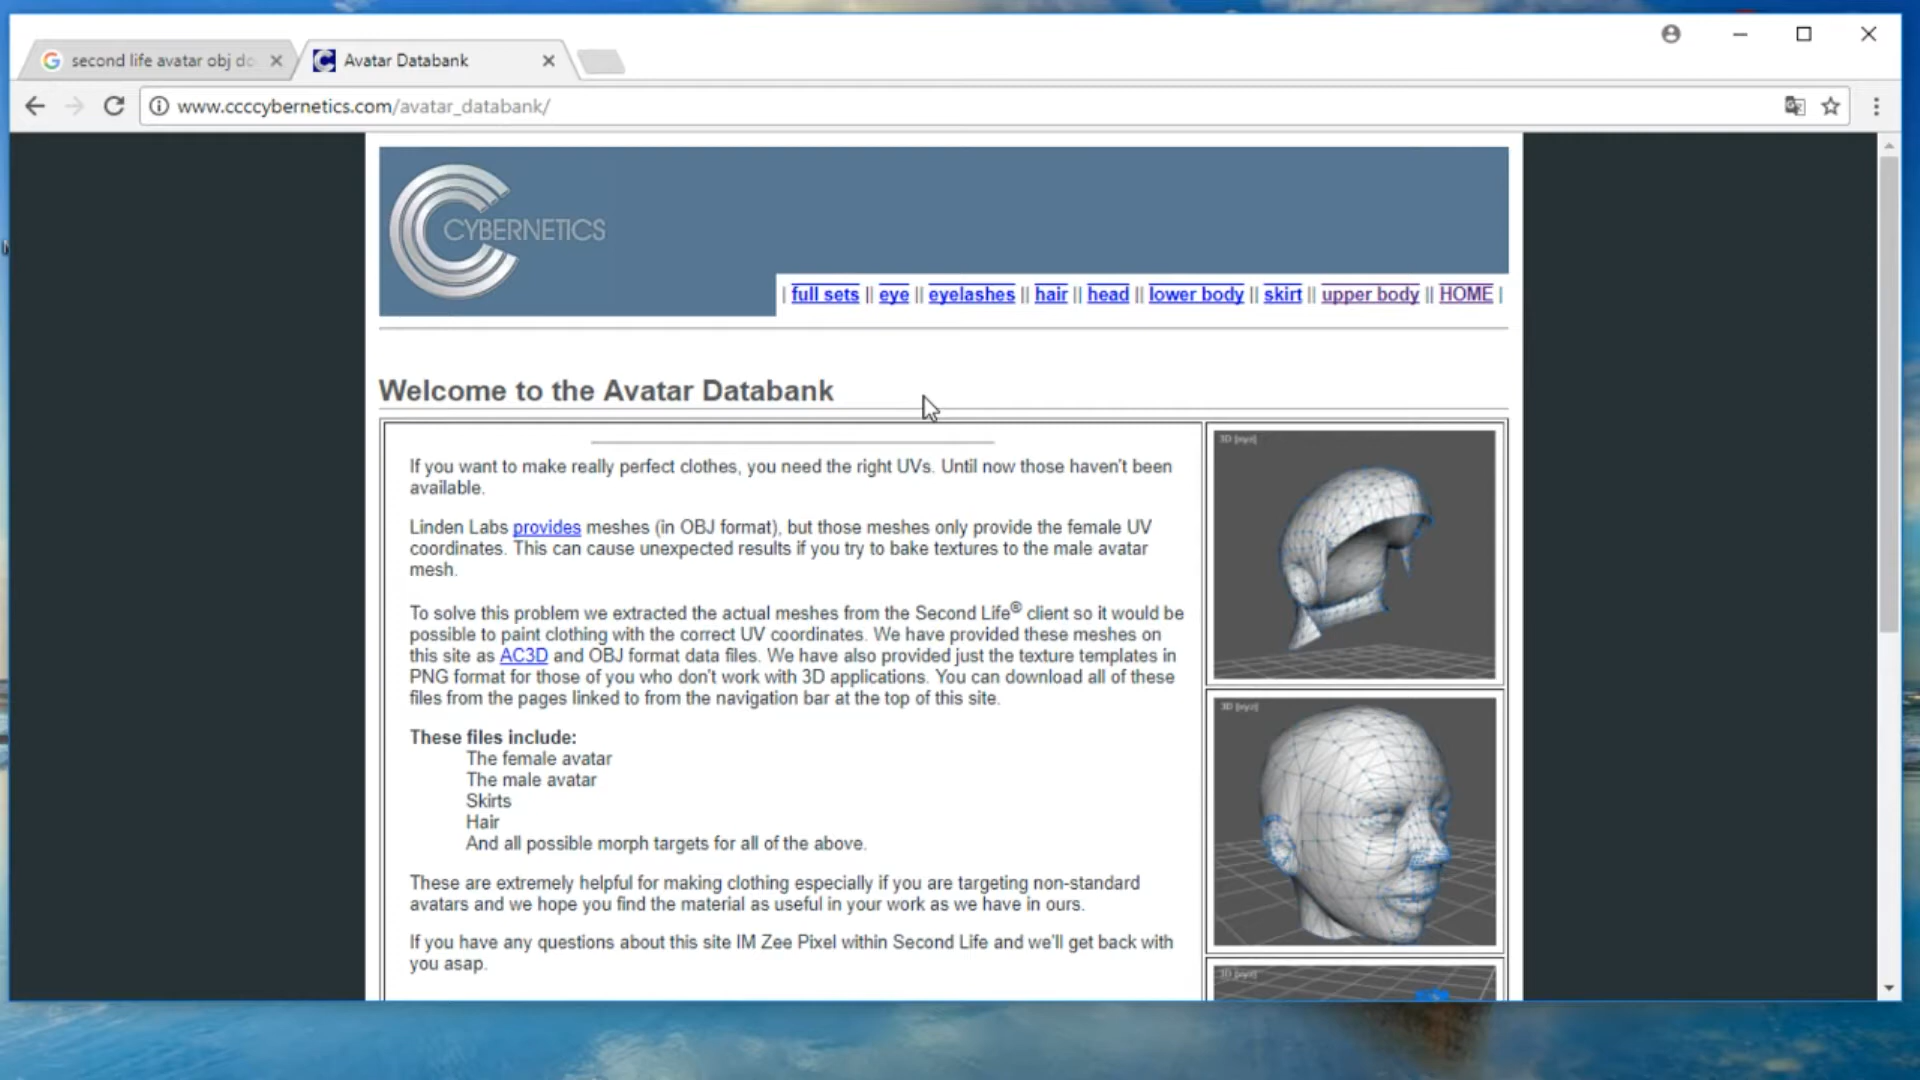 second life avatar obj do
Avatar Databank
www.ccccybernetics.com/avatar_databank/
CYBERNETICS
| full sets || eye || eyelashes || hair || head || lower body || skirt || upper body || HOME |
Welcome to the Avatar Databank
If you want to make really perfect clothes, you need the right UVs. Until now those haven't been
available.
Linden Labs provides meshes (in OBJ format), but those meshes only provide the female UV
coordinates. This can cause unexpected results if you try to bake textures to the male avatar
mesh.
To solve this problem we extracted the actual meshes from the Second Life® client so it would be
possible to paint clothing with the correct UV coordinates. We have provided these meshes on
this site as AC3D and OBJ format data files. We have also provided just the texture templates in
PNG format for those of you who don't work with 3D applications. You can download all of these
files from the pages linked to from the navigation bar at the top of this site.
These files include:
The female avatar
The male avatar
Skirts
Hair
And all possible morph targets for all of the above.
These are extremely helpful for making clothing especially if you are targeting non-standard
avatars and we hope you find the material as useful in your work as we have in ours.
If you have any questions about this site IM Zee Pixel within Second Life and we'll get back with
you asap.
3D [xyz]
3D [xyz]
3D [xyz]